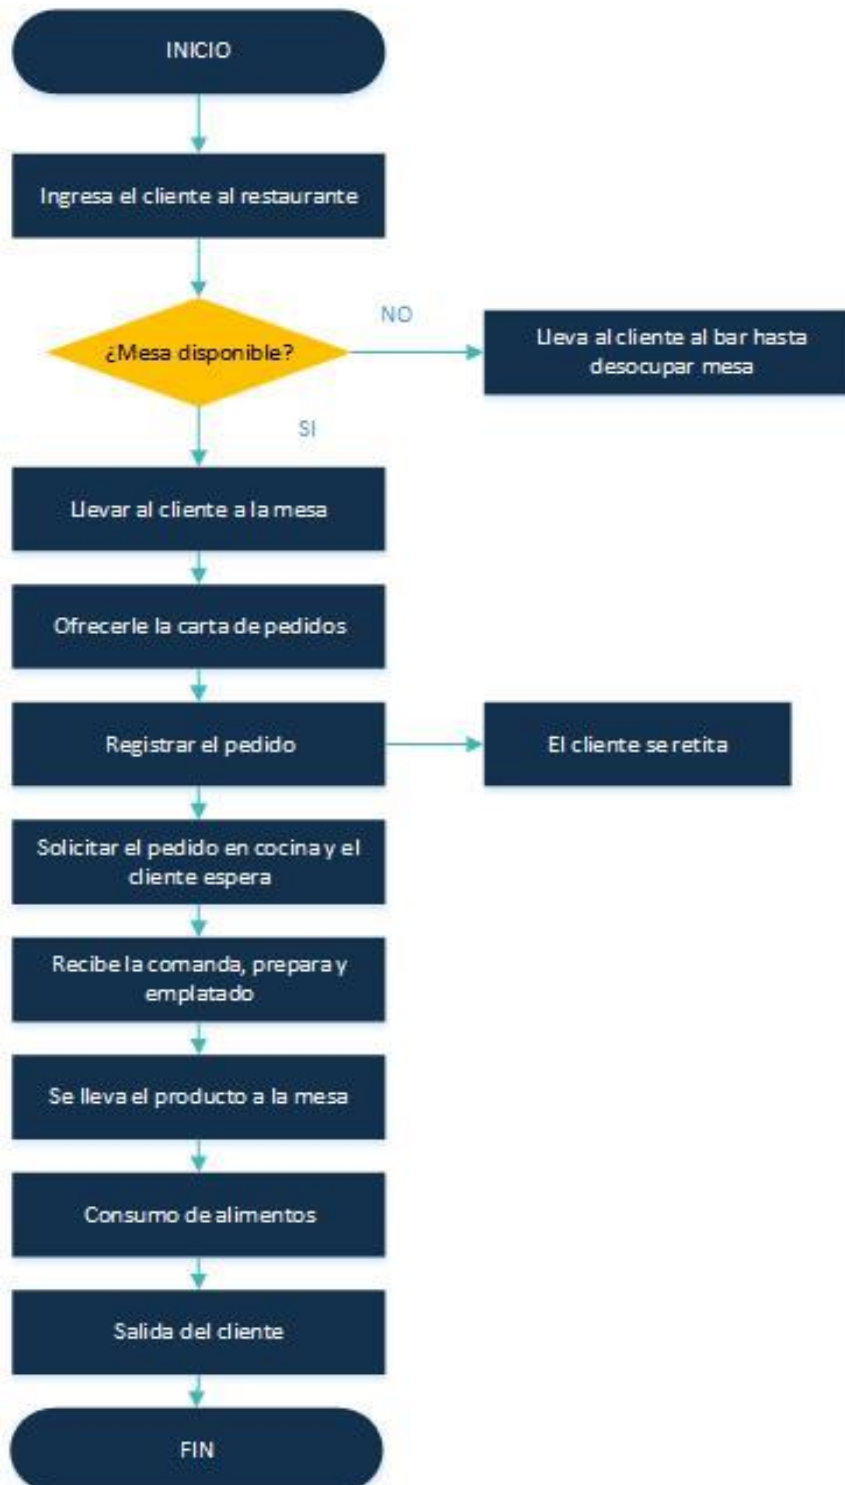 INICIO
Ingresa el cliente al restaurante
¿Mesa disponible?
NO
Lleva al cliente al bar hasta
desocupar mesa
SI
Llevar al cliente a la mesa
Ofrecerle la carta de pedidos
Registrar el pedido
El cliente se retita
Solicitar el pedido en cocina y el
cliente espera
Recibe la comanda, prepara y
emplatado
Se lleva el producto a la mesa
Consumo de alimentos
Salida del cliente
FIN